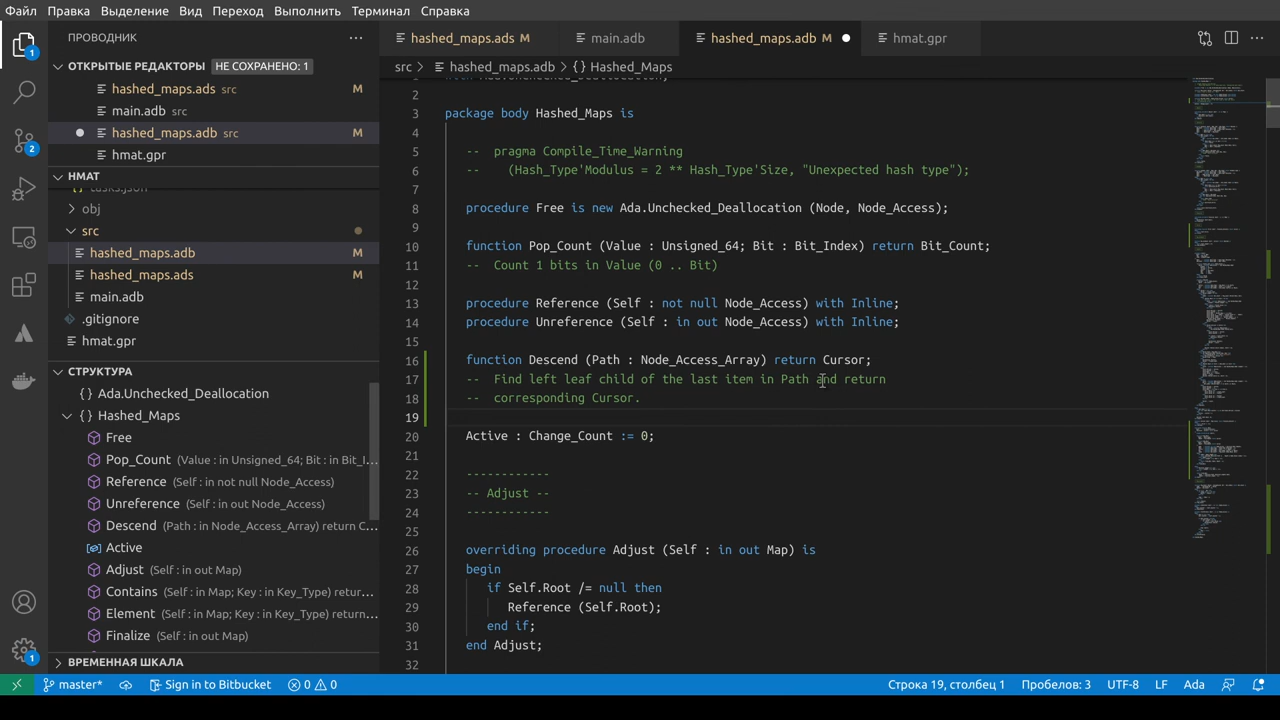 Файл Правка Выделение Вид Переход Выполнить Терминал Справка
ПРОВОДНИК
hashed_maps.ads M
main.adb
hashed_maps.adb M
hmat.gpr
ОТКРЫТЫЕ РЕДАКТОРЫ НЕ СОХРАНЕНО: 1
hashed_maps.ads src M
main.adb src
hashed_maps.adb src M
hmat.gpr
HMAT
tasks.json
obj
src
hashed_maps.adb M
hashed_maps.ads M
main.adb
.gitignore
hmat.gpr
СТРУКТУРА
Ada.Unchecked_Deallocation
{} Hashed_Maps
Free
Pop_Count (Value : in Unsigned_64; Bit : in Bit_I...
Reference (Self : in not null Node_Access)
Unreference (Self : in out Node_Access)
Descend (Path : in Node_Access_Array) return C...
Active
Adjust (Self : in out Map)
Contains (Self : in Map; Key : in Key_Type) return...
Element (Self : in Map; Key : in Key_Type) return...
Finalize (Self : in out Map)
ВРЕМЕННАЯ ШКАЛА
src > hashed_maps.adb > {} Hashed_Maps
1 with Ada.Unchecked_Deallocation;
2
3 package body Hashed_Maps is
4
5 -- pragma Compile_Time_Warning
6 -- (Hash_Type'Modulus = 2 ** Hash_Type'Size, "Unexpected hash type");
7
8 procedure Free is new Ada.Unchecked_Deallocation (Node, Node_Access);
9
10 function Pop_Count (Value : Unsigned_64; Bit : Bit_Index) return Bit_Count;
11 -- Count 1 bits in Value (0 .. Bit)
12
13 procedure Reference (Self : not null Node_Access) with Inline;
14 procedure Unreference (Self : in out Node_Access) with Inline;
15
16 function Descend (Path : Node_Access_Array) return Cursor;
17 -- Find left leaf child of the last item in Path and return
18 -- corresponding Cursor.
19
20 Active : Change_Count := 0;
21
22 ------------
23 -- Adjust --
24 ------------
25
26 overriding procedure Adjust (Self : in out Map) is
27 begin
28 if Self.Root /= null then
29 Reference (Self.Root);
30 end if;
31 end Adjust;
32
master* Sign in to Bitbucket 0 0 Строка 19, столбец 1 Пробелов: 3 UTF-8 LF Ada